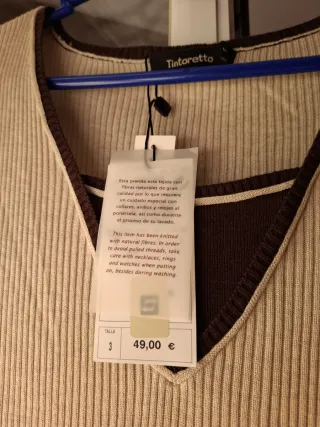 Tintoretto
Esta prenda está tejida con
fibras naturales de gran
calidad por lo que requiere
un cuidado especial con
collares, anillos y relojes al
ponérsela, así como durante
el proceso de su lavado.
This item has been knitted
with natural fibres. In order
to avoid pulled threads, take
care with necklaces, rings
and watches when putting
on, besides during washing.
TALLA
3
49,00 €